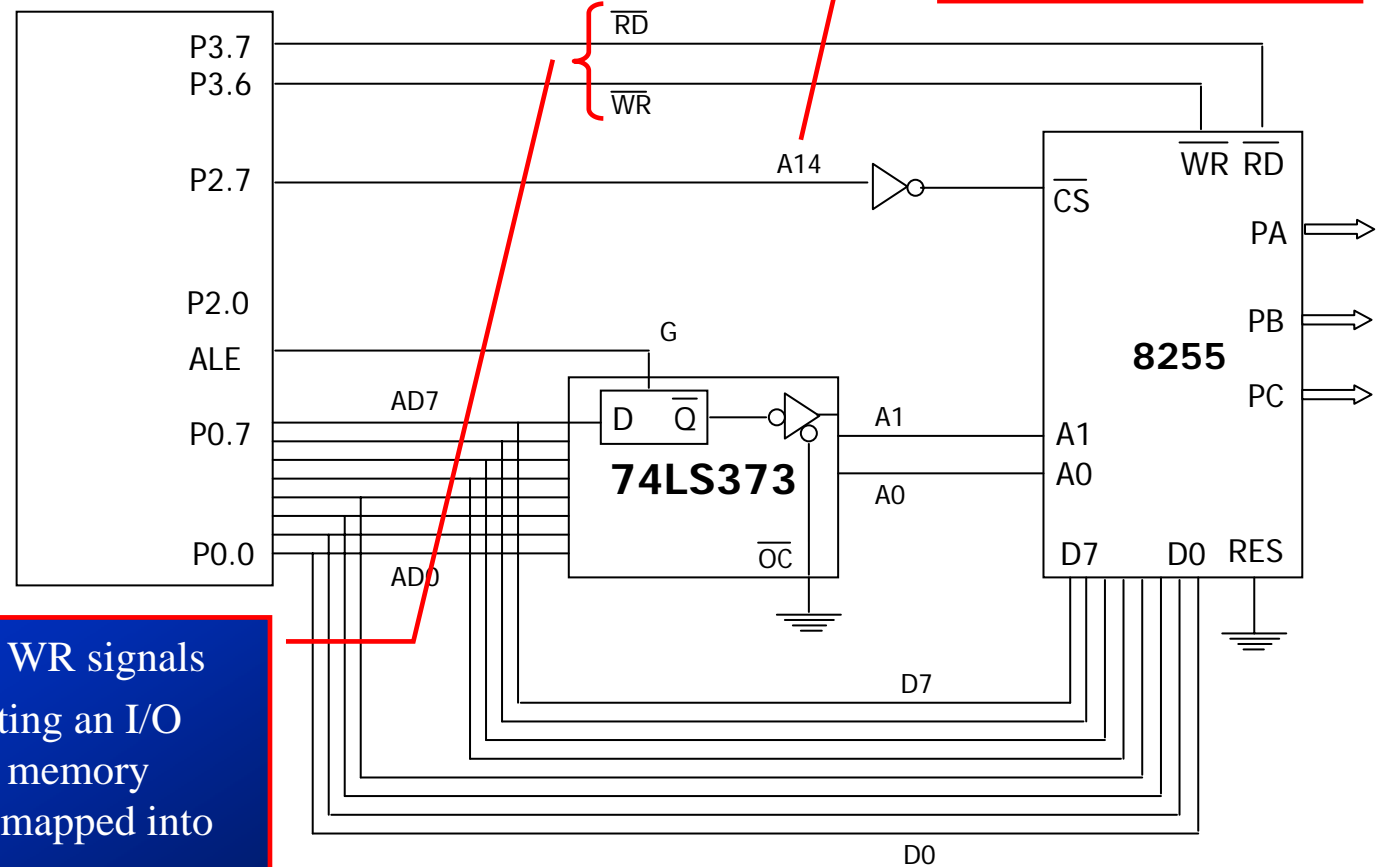 P3.7
RD
P3.6
WR
WR RD
P2.7
A14
CS
PA
P2.0
G
PB
ALE
8255
PC
AD7
D Q
P0.7
A1
A1
74LS373
A0
A0
P0.0
AD0
OC
D7 D0 RES
WR signals
ting an I/O
memory
mapped into
D7
D0